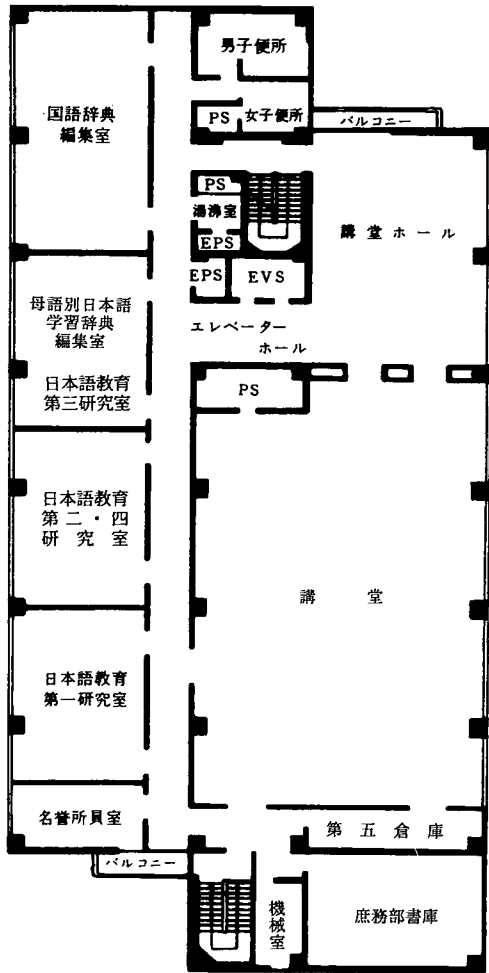 男子便所
国語辞典
編集室
PS
女子便所
バルコニー
PS
湯沸室
EPS
講堂ホール
EPS
EVS
母語別日本語
学習辞典
編集室
エレベーター
ホール
日本語教育
第三研究室
PS
日本語教育
第二・四
研究室
講堂
日本語教育
第一研究室
名誉所員室
第五倉庫
バルコニー
機械室
庶務部書庫